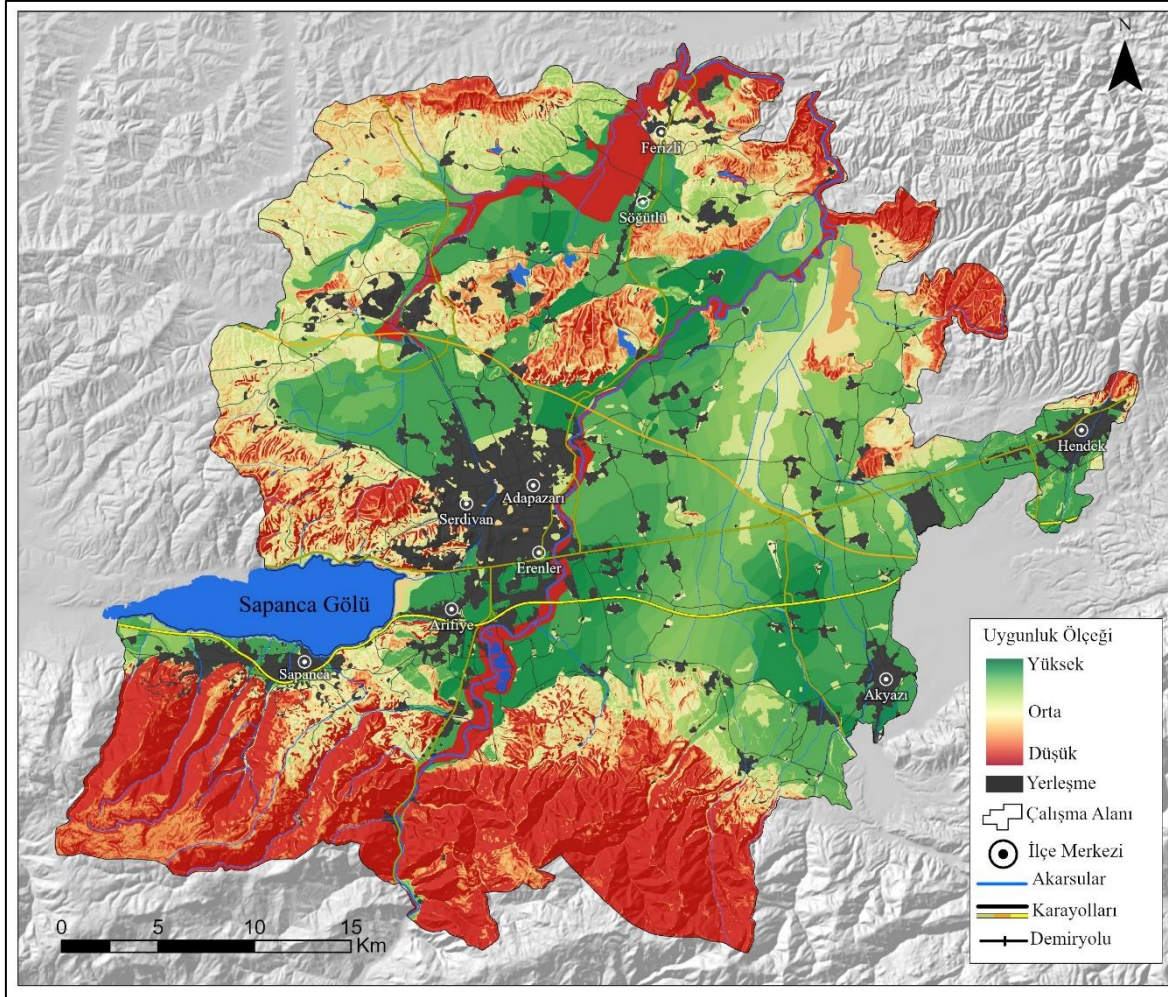 N
Ferizli
Söğütlü
Hendek
Adapazarı
Serdivan
Erenler
Sapanca Gölü
Arifiye
Sapanca
Akyazı
Uygunluk Ölçeği
Yüksek
Orta
Düşük
Yerleşme
Çalışma Alanı
İlçe Merkezi
Akarsular
Karayolları
Demiryolu
0 5 10 15
Km